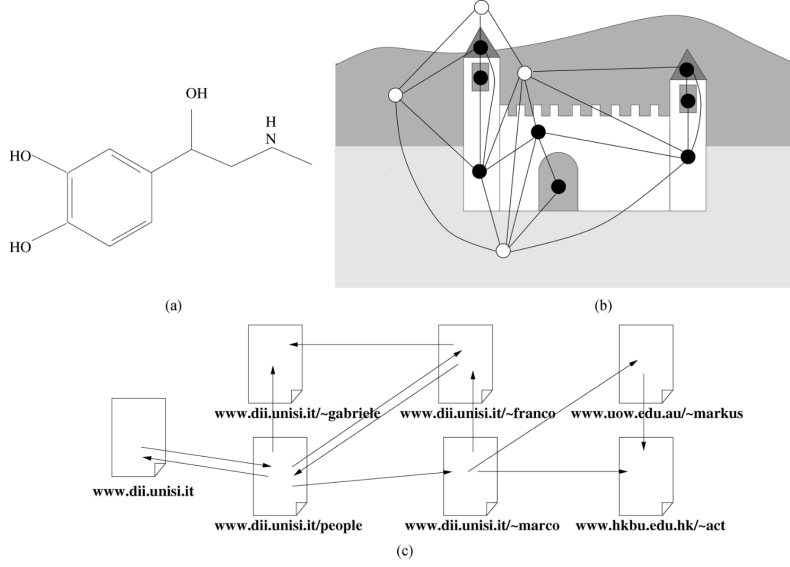 OH
H
N
HO
HO
(a)
(b)
www.dii.unisi.it/~gabriele
www.dii.unisi.it/~franco
www.uow.edu.au/~markus
www.dii.unisi.it
www.dii.unisi.it/people
www.dii.unisi.it/~marco
www.hkbu.edu.hk/~act
(c)